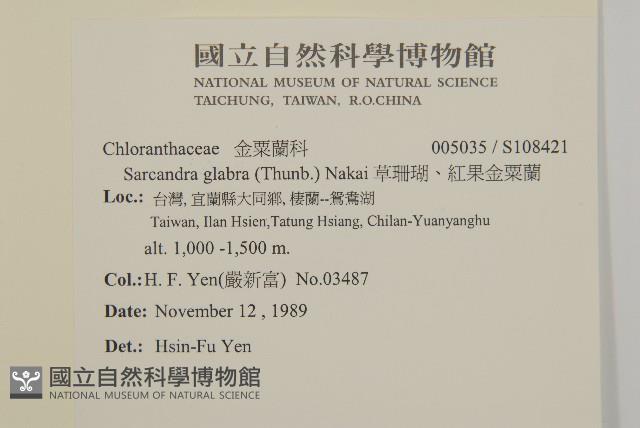 國立自然科學博物館
NATIONAL MUSEUM OF NATURAL SCIENCE
TAICHUNG, TAIWAN, R.O.CHINA
Chloranthaceae 金粟蘭科 005035 / S108421
Sarcandra glabra (Thunb.) Nakai 草珊瑚、紅果金粟蘭
Loc.: 台灣, 宜蘭縣大同鄉, 棲蘭--鴛鴦湖
Taiwan, Ilan Hsien,Tatung Hsiang, Chilan-Yuanyanghu
alt. 1,000 -1,500 m.
Col.:H. F. Yen(嚴新富) No.03487
Date: November 12 , 1989
Det.: Hsin-Fu Yen
國立自然科學博物館
NATIONAL MUSEUM OF NATURAL SCIENCE